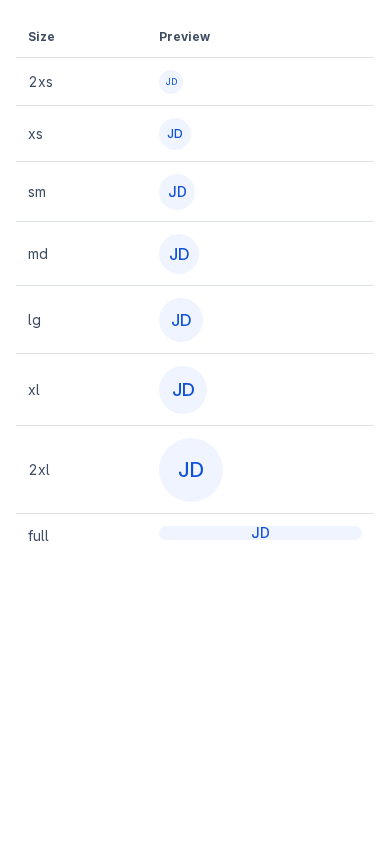 Size Preview
2xs JD
xs JD
sm JD
md JD
lg JD
xl JD
2xl JD
full JD